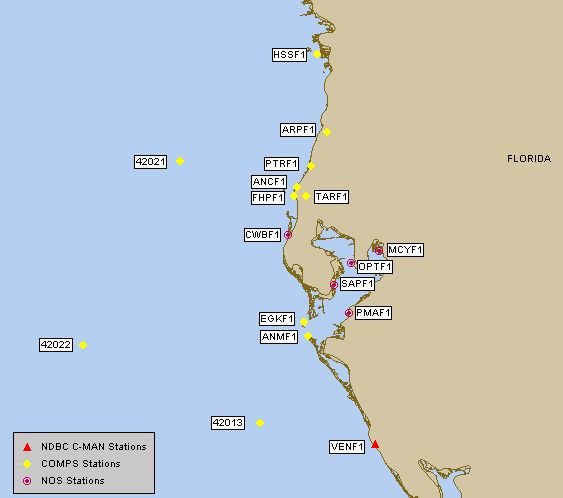 HSSF1
ARPF1
FLORIDA
42021
PTRF1
ANCF1
FHPF1
TARF1
CWBF1
MCYF1
OPTF1
SAPF1
PMAF1
EGKF1
ANMF1
42022
42013
VENF1
NDBC C-MAN Stations
COMPS Stations
NOS Stations